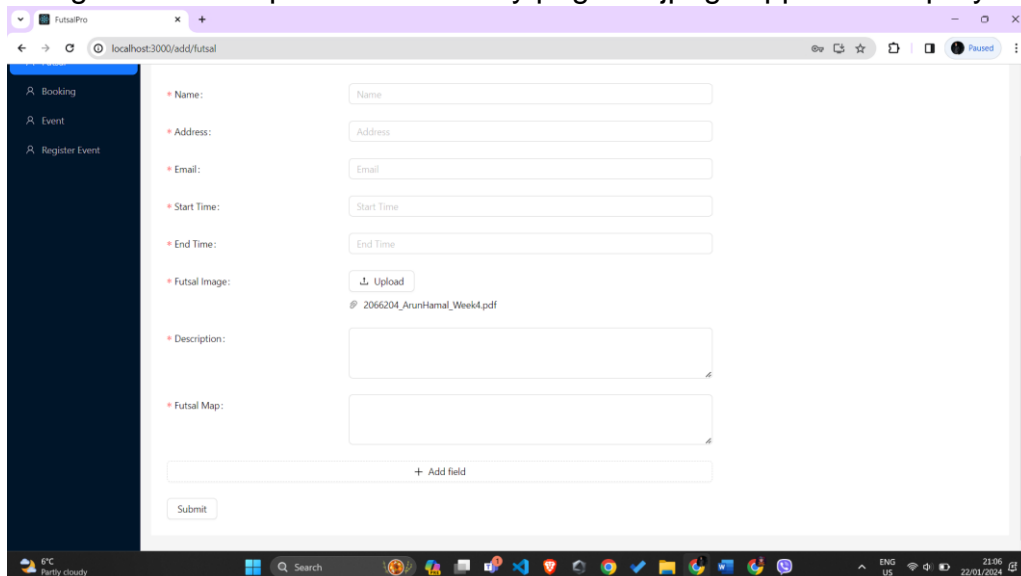 FutsalPro
localhost:3000/add/futsal
Paused
Booking
* Name: Name
Event
* Address: Address
Register Event
* Email: Email
* Start Time: Start Time
* End Time: End Time
* Futsal Image: Upload
2066204_ArunHamal_Week4.pdf
* Description:
* Futsal Map:
+ Add field
Submit
6°C
Partly cloudy
Search
ENG
US
21:06
22/01/2024